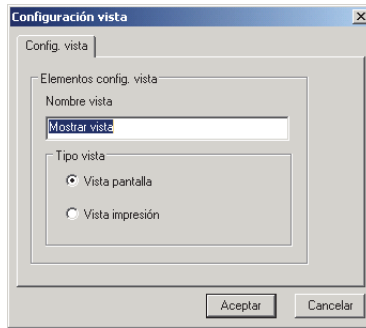 Configuración vista
Config. vista
Elementos config. vista
Nombre vista
Mostrar vista
Tipo vista
Vista pantalla
Vista impresión
Aceptar
Cancelar